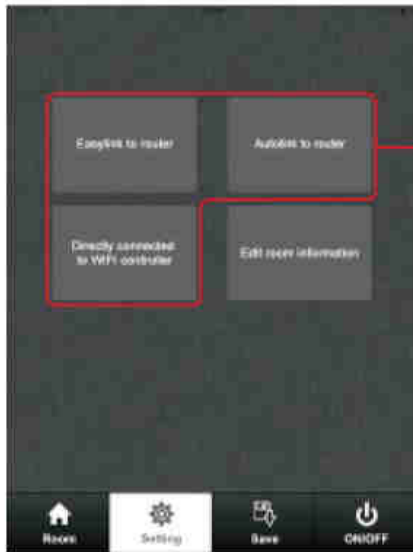 Easylink to router
Autolink to router
Directly connected
to WIFI controller
Edit room information
Room
Setting
Save
ON/OFF